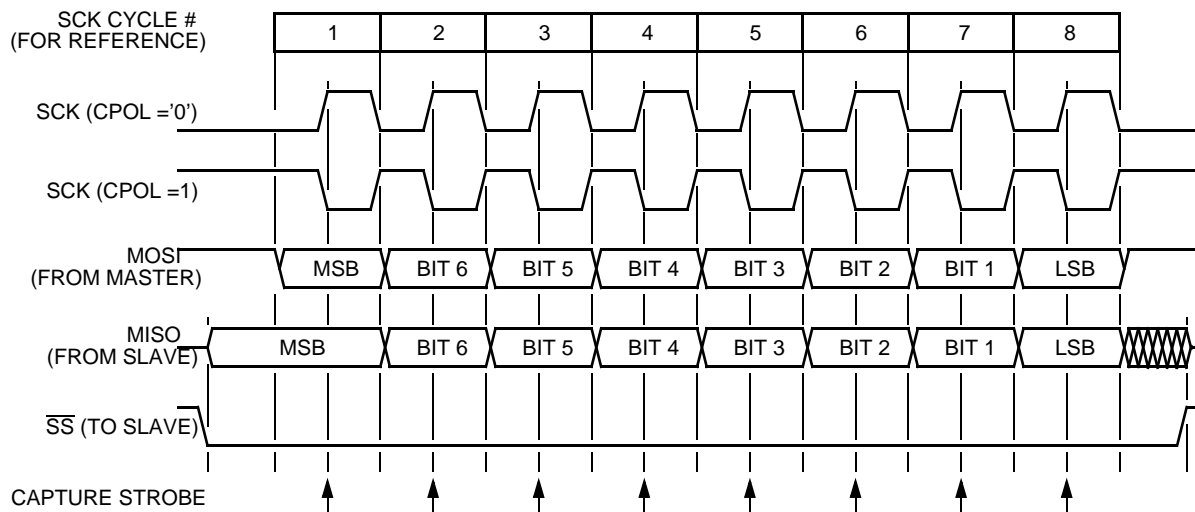 SCK CYCLE #
(FOR REFERENCE)
1 2 3 4 5 6 7 8
SCK (CPOL ='0')
SCK (CPOL =1)
MOSI
(FROM MASTER)
MSB BIT 6 BIT 5 BIT 4 BIT 3 BIT 2 BIT 1 LSB
MISO
(FROM SLAVE)
MSB BIT 6 BIT 5 BIT 4 BIT 3 BIT 2 BIT 1 LSB
SS (TO SLAVE)
CAPTURE STROBE